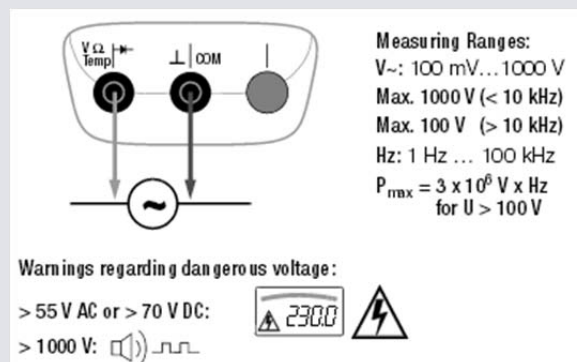 V Ω
Temp
⊥ COM
~
Measuring Ranges:
V~: 100 mV...1000 V
Max. 1000 V (< 10 kHz)
Max. 100 V (> 10 kHz)
Hz: 1 Hz ... 100 kHz
Pmax = 3 x 10⁶ V x Hz
for U > 100 V
Warnings regarding dangerous voltage:
> 55 V AC or > 70 V DC:
230.0
> 1000 V: